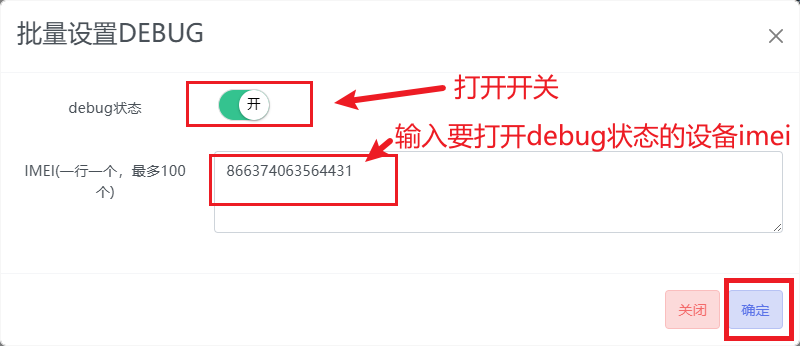 批量设置DEBUG
debug状态
开
打开开关
输入要打开debug状态的设备imei
IMEI(一行一个，最多100
个)
866374063564431
关闭
确定